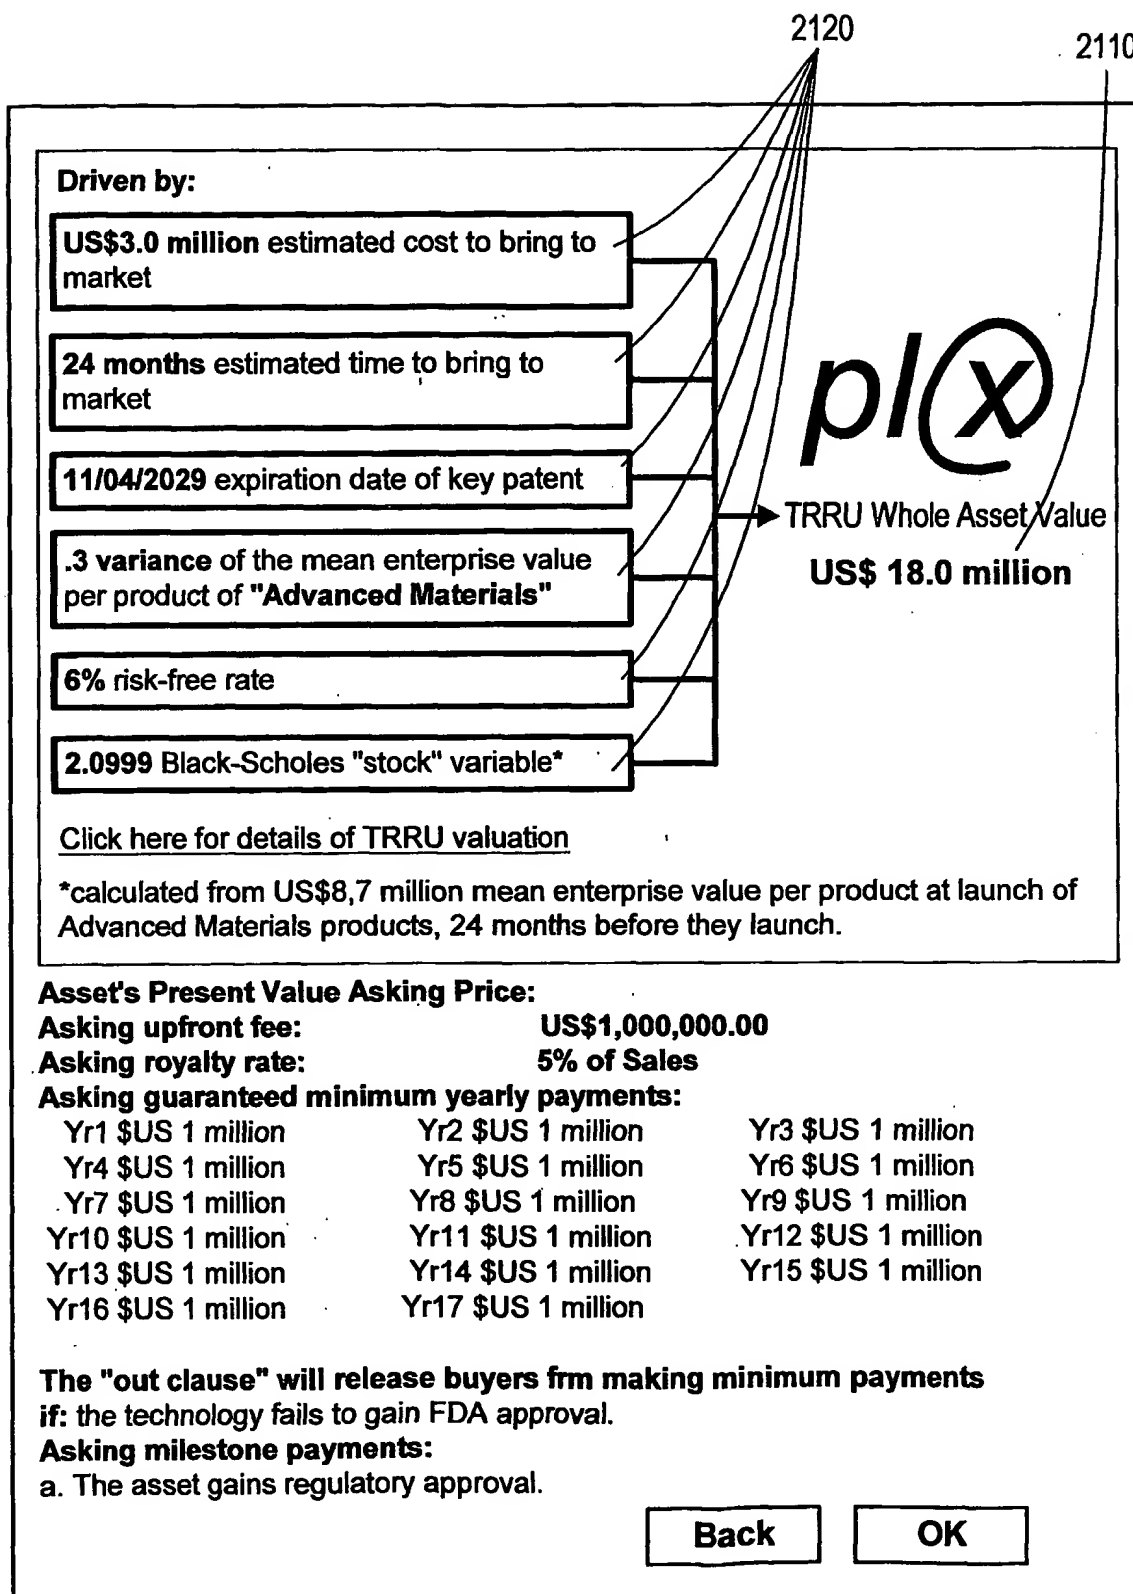 2120
2110
Driven by:
US$3.0 million estimated cost to bring to
market
24 months estimated time to bring to
market
11/04/2029 expiration date of key patent
.3 variance of the mean enterprise value
per product of "Advanced Materials"
6% risk-free rate
2.0999 Black-Scholes "stock" variable*
plx
TRRU Whole Asset Value
US$ 18.0 million
Click here for details of TRRU valuation
*calculated from US$8,7 million mean enterprise value per product at launch of
Advanced Materials products, 24 months before they launch.
Asset's Present Value Asking Price:
Asking upfront fee: US$1,000,000.00
Asking royalty rate: 5% of Sales
Asking guaranteed minimum yearly payments:
Yr1 $US 1 million Yr2 $US 1 million Yr3 $US 1 million
Yr4 $US 1 million Yr5 $US 1 million Yr6 $US 1 million
Yr7 $US 1 million Yr8 $US 1 million Yr9 $US 1 million
Yr10 $US 1 million Yr11 $US 1 million Yr12 $US 1 million
Yr13 $US 1 million Yr14 $US 1 million Yr15 $US 1 million
Yr16 $US 1 million Yr17 $US 1 million
The "out clause" will release buyers frm making minimum payments
if: the technology fails to gain FDA approval.
Asking milestone payments:
a. The asset gains regulatory approval.
Back OK